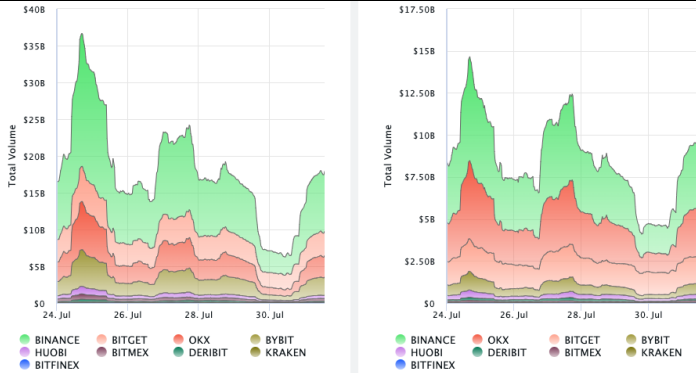 $40B
$35B
$30B
$25B
$20B
$15B
$10B
$5B
$0
Total Volume
24. Jul 26. Jul 28. Jul 30. Jul
BINANCE BITGET OKX BYBIT
HUOBI BITMEX DERIBIT KRAKEN
BITFINEX
$17.50B
$15B
$12.50B
$10B
$7.50B
$5B
$2.50B
$0
Total Volume
24. Jul 26. Jul 28. Jul 30. Jul
BINANCE OKX BITGET BYBIT
HUOBI DERIBIT BITMEX KRAKEN
BITFINEX